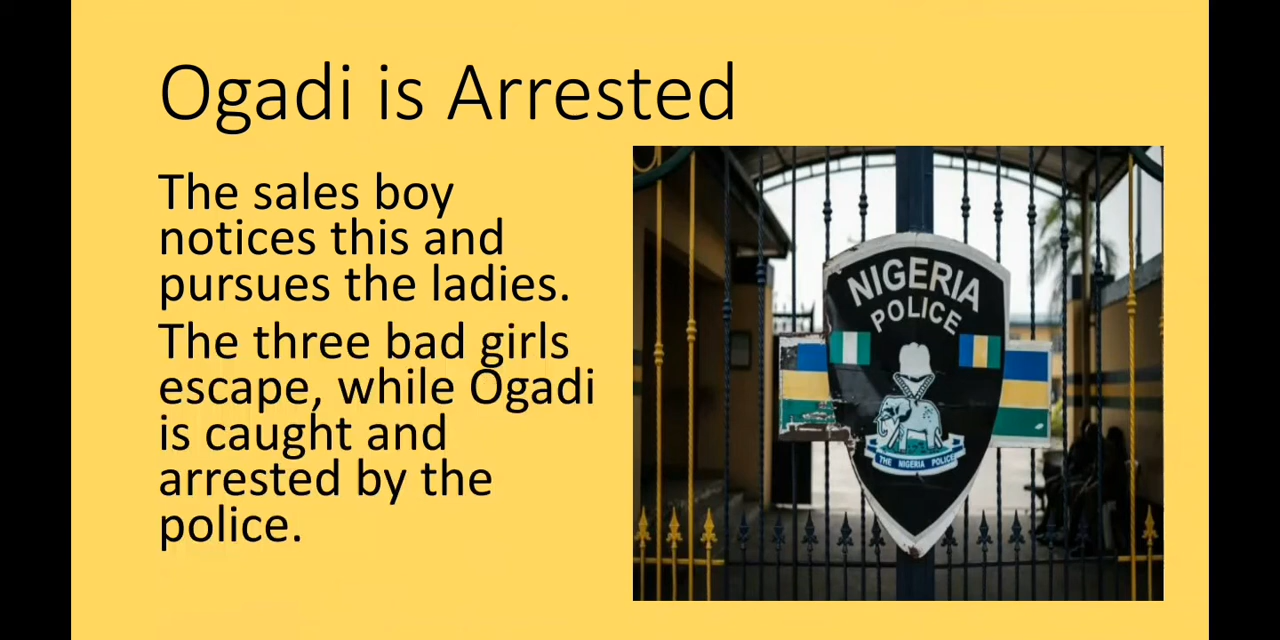 Ogadi is Arrested
The sales boy
notices this and
pursues the ladies.
The three bad girls
escape, while Ogadi
is caught and
arrested by the
police.
NIGERIA
POLICE
THE NIGERIA POLICE